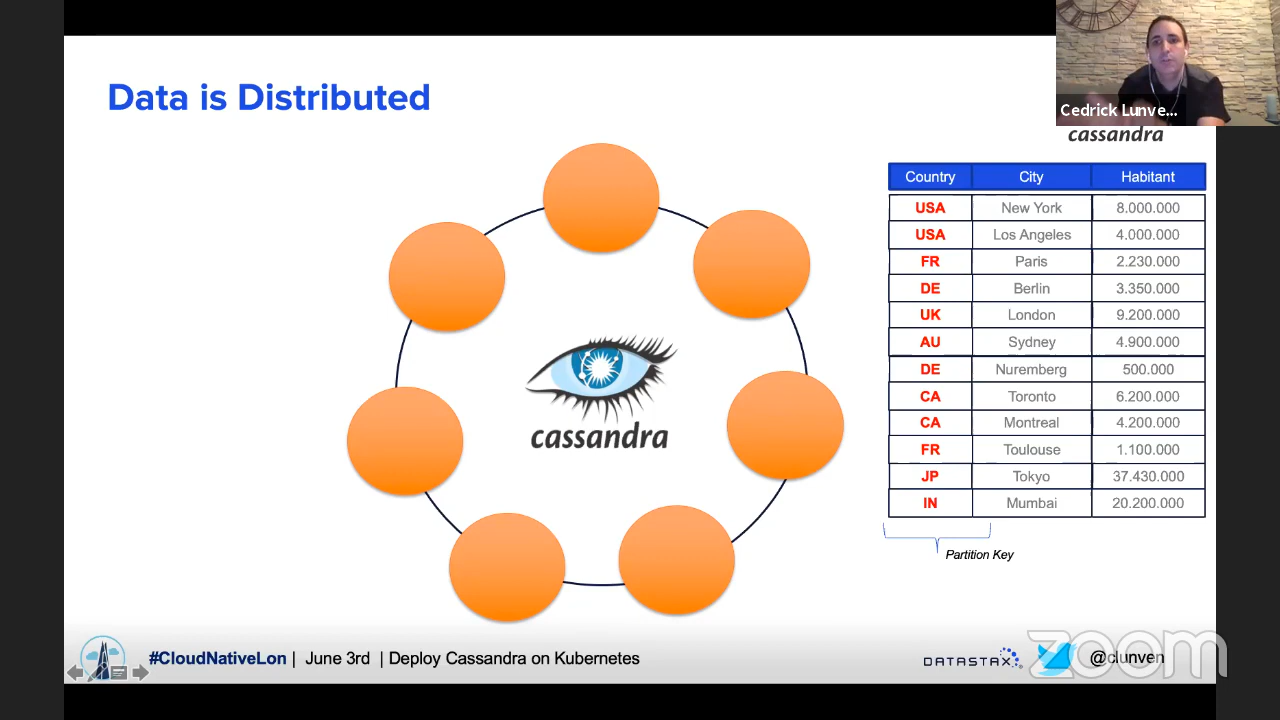 Data is Distributed
Cedrick Lunve...
cassandra
cassandra
Country City Habitant
USA New York 8.000.000
USA Los Angeles 4.000.000
FR Paris 2.230.000
DE Berlin 3.350.000
UK London 9.200.000
AU Sydney 4.900.000
DE Nuremberg 500.000
CA Toronto 6.200.000
CA Montreal 4.200.000
FR Toulouse 1.100.000
JP Tokyo 37.430.000
IN Mumbai 20.200.000
Partition Key
#CloudNativeLon | June 3rd | Deploy Cassandra on Kubernetes
DATASTAX
@clunven
zoom